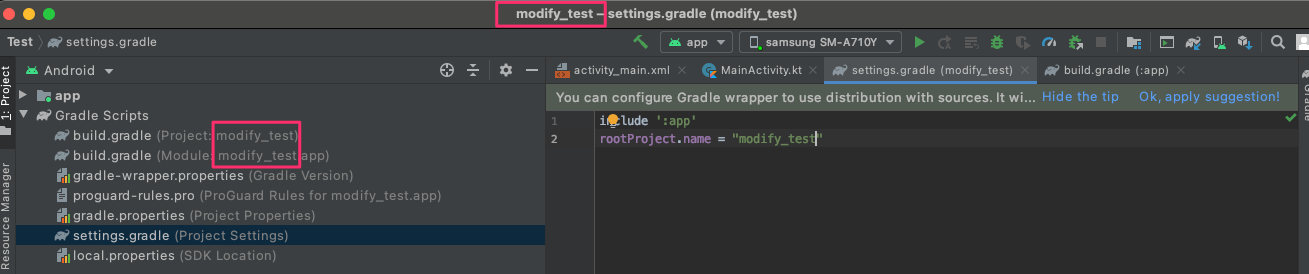 modify_test – settings.gradle (modify_test)
Test settings.gradle
app
samsung SM-A710Y
1: Project
Android
activity_main.xml
MainActivity.kt
settings.gradle (modify_test)
build.gradle (:app)
app
You can configure Gradle wrapper to use distribution with sources. It wi... Hide the tip Ok, apply suggestion!
Gradle Scripts
build.gradle (Project: modify_test)
build.gradle (Module: modify_test.app)
gradle-wrapper.properties (Gradle Version)
proguard-rules.pro (ProGuard Rules for modify_test.app)
gradle.properties (Project Properties)
settings.gradle (Project Settings)
local.properties (SDK Location)
Resource Manager
1 include ':app'
2 rootProject.name = "modify_test"